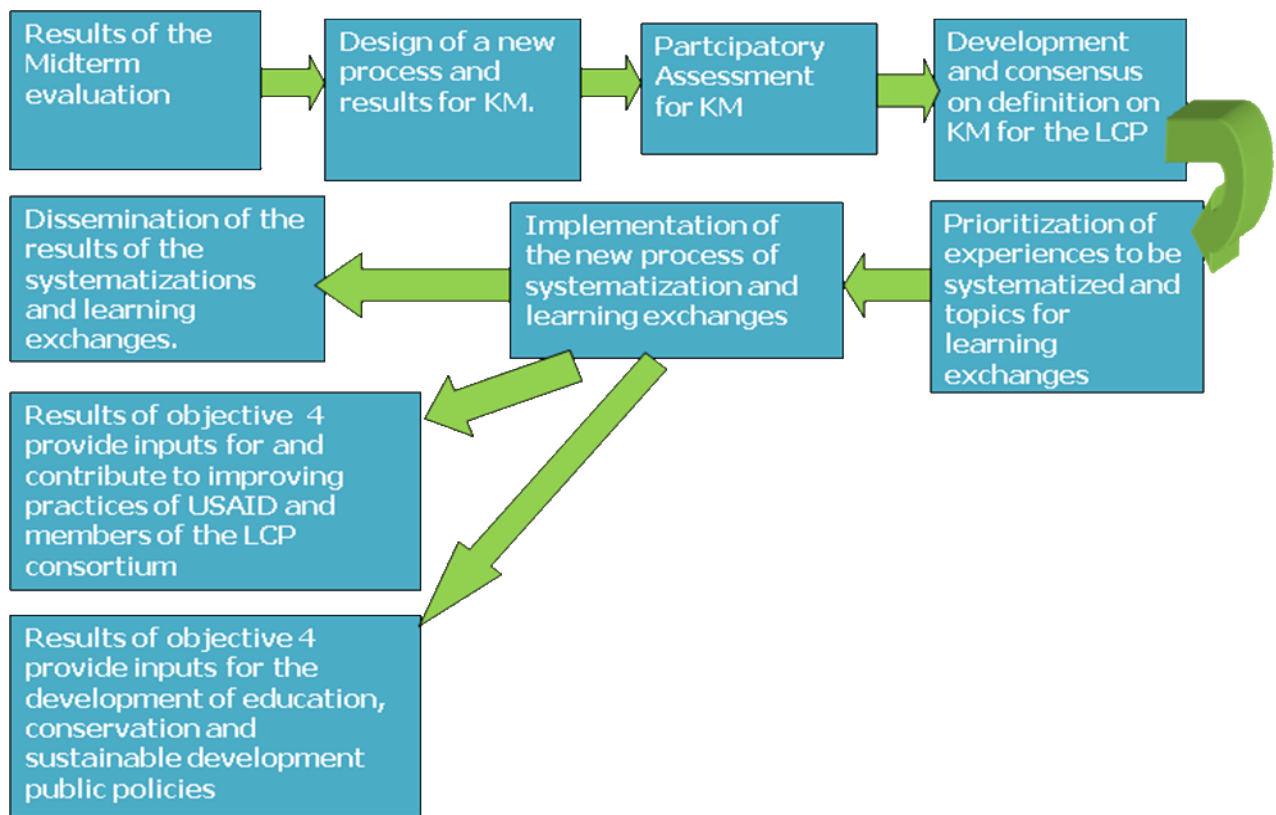 Results of the
Midterm
evaluation
Design of a new
process and
results for KM.
Partcipatory
Assessment
for KM
Development
and consensus
on definition on
KM for the LCP
Prioritization of
experiences to be
systematized and
topics for
learning
exchanges
Implementation of
the new process of
systematization and
learning exchanges
Dissemination of the
results of the
systematizations
and learning
exchanges.
Results of objective 4
provide inputs for and
contribute to improving
practices of USAID and
members of the LCP
consortium
Results of objective 4
provide inputs for the
development of education,
conservation and
sustainable development
public policies